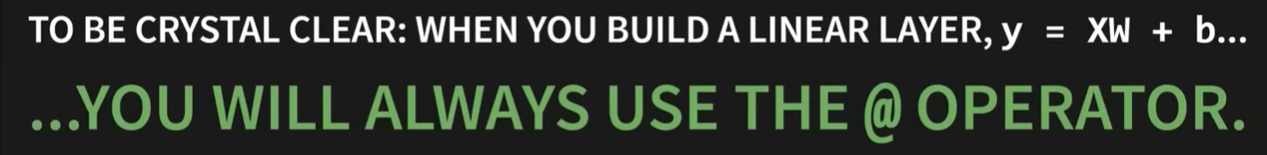 TO BE CRYSTAL CLEAR: WHEN YOU BUILD A LINEAR LAYER, y = XW + b...
...YOU WILL ALWAYS USE THE @ OPERATOR.